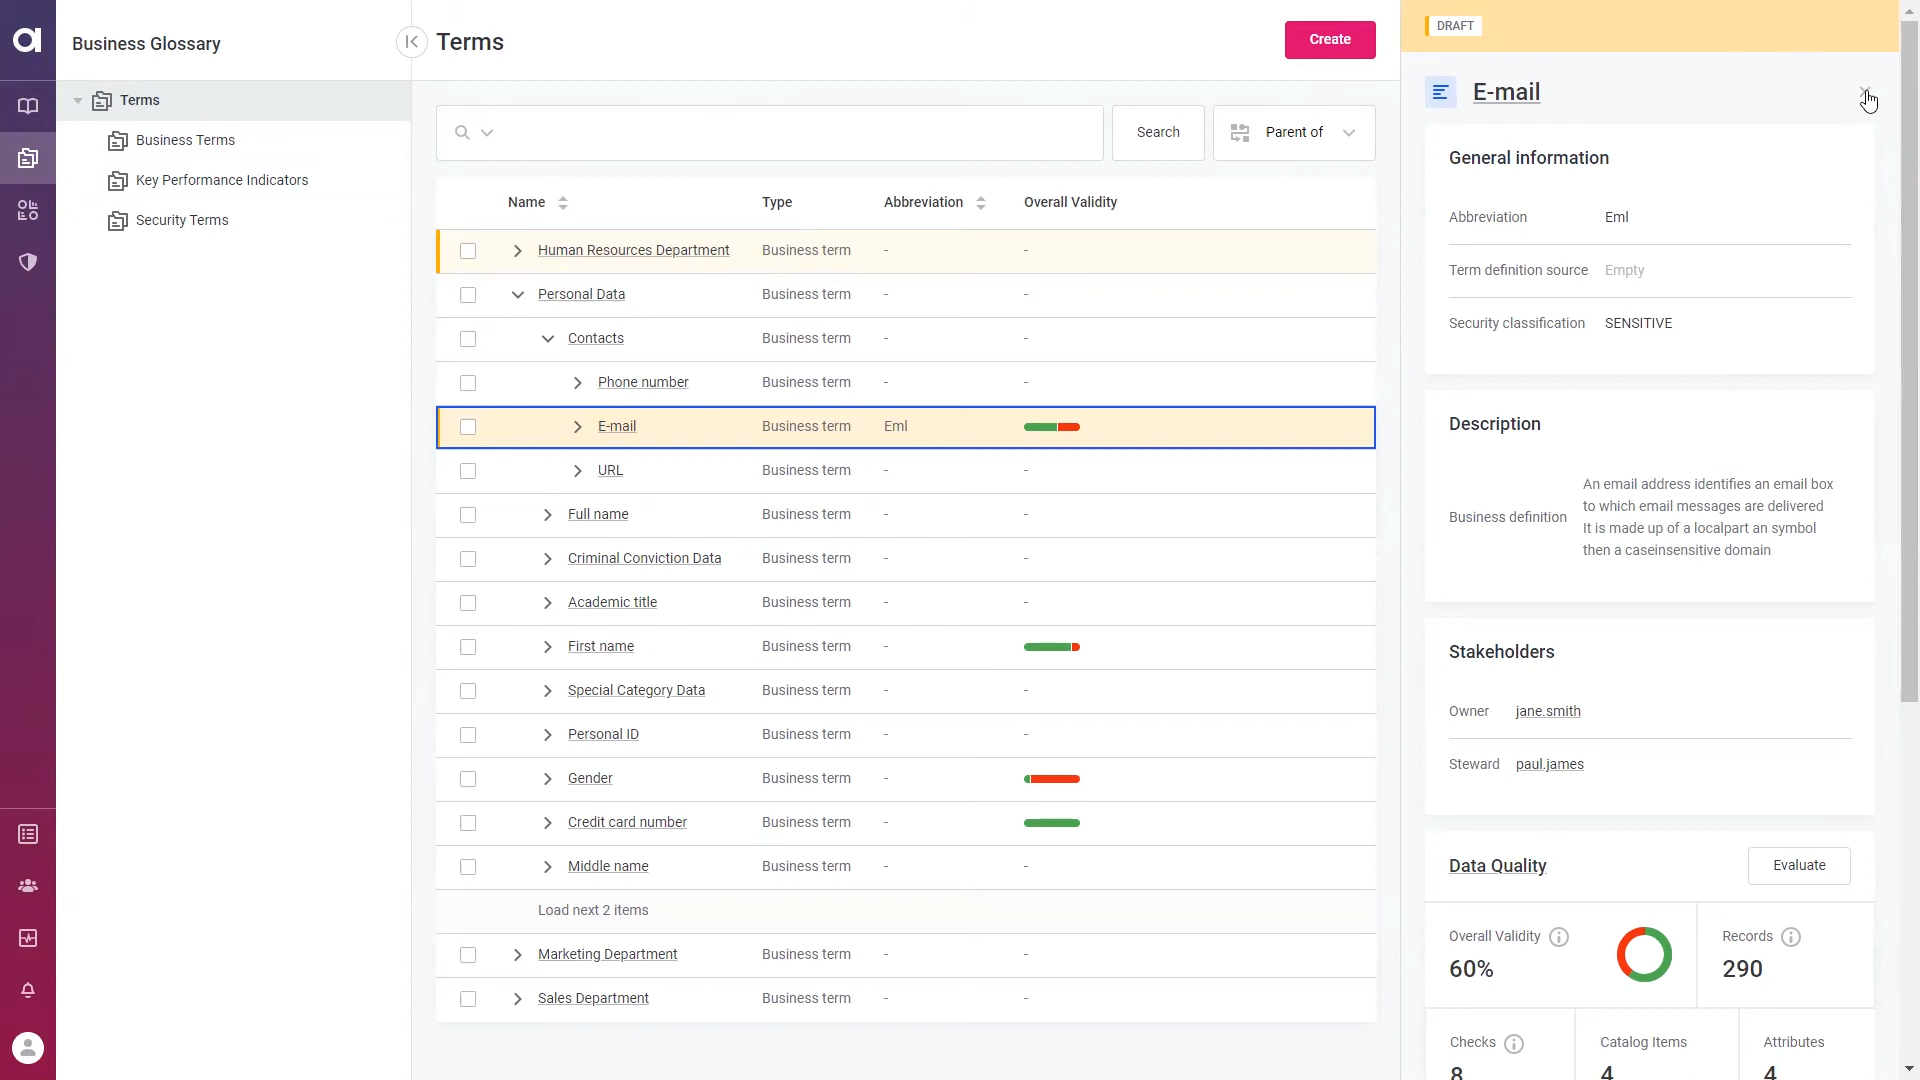 Business Glossary
Terms
Business Terms
Key Performance Indicators
Security Terms
Terms
Create
Search
Parent of
Name Type Abbreviation Overall Validity
Human Resources Department Business term - -
Personal Data Business term - -
Contacts Business term - -
Phone number Business term - -
E-mail Business term Eml
URL Business term - -
Full name Business term - -
Criminal Conviction Data Business term - -
Academic title Business term - -
First name Business term -
Special Category Data Business term - -
Personal ID Business term - -
Gender Business term -
Credit card number Business term -
Middle name Business term - -
Load next 2 items
Marketing Department Business term - -
Sales Department Business term - -
DRAFT
E-mail
General information
Abbreviation Eml
Term definition source Empty
Security classification SENSITIVE
Description
Business definition
An email address identifies an email box
to which email messages are delivered
It is made up of a localpart an symbol
then a caseinsensitive domain
Stakeholders
Owner jane.smith
Steward paul.james
Data Quality
Evaluate
Overall Validity Records
60% 290
Checks Catalog Items Attributes
8 4 4